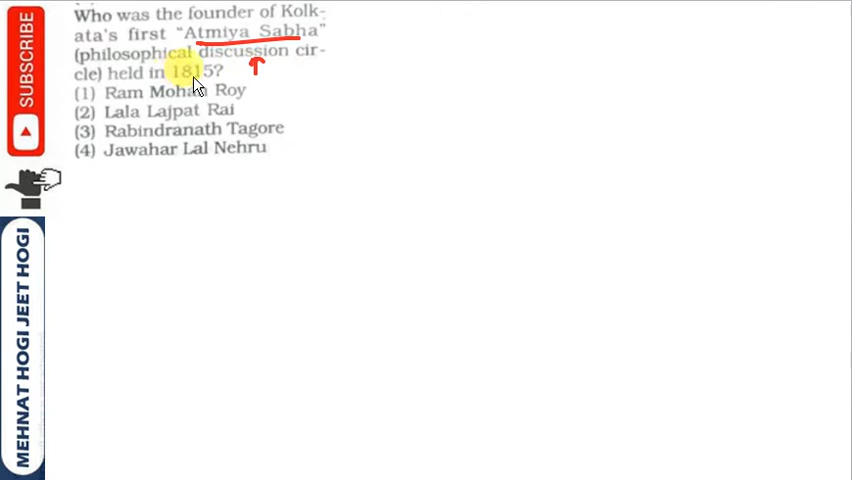 Who was the founder of Kolk-
ata's first "Atmiya Sabha"
(philosophical discussion cir-
cle) held in 1815?
(1) Ram Mohan Roy
(2) Lala Lajpat Rai
(3) Rabindranath Tagore
(4) Jawahar Lal Nehru
SUBSCRIBE
MEHNAT HOGI JEET HOGI